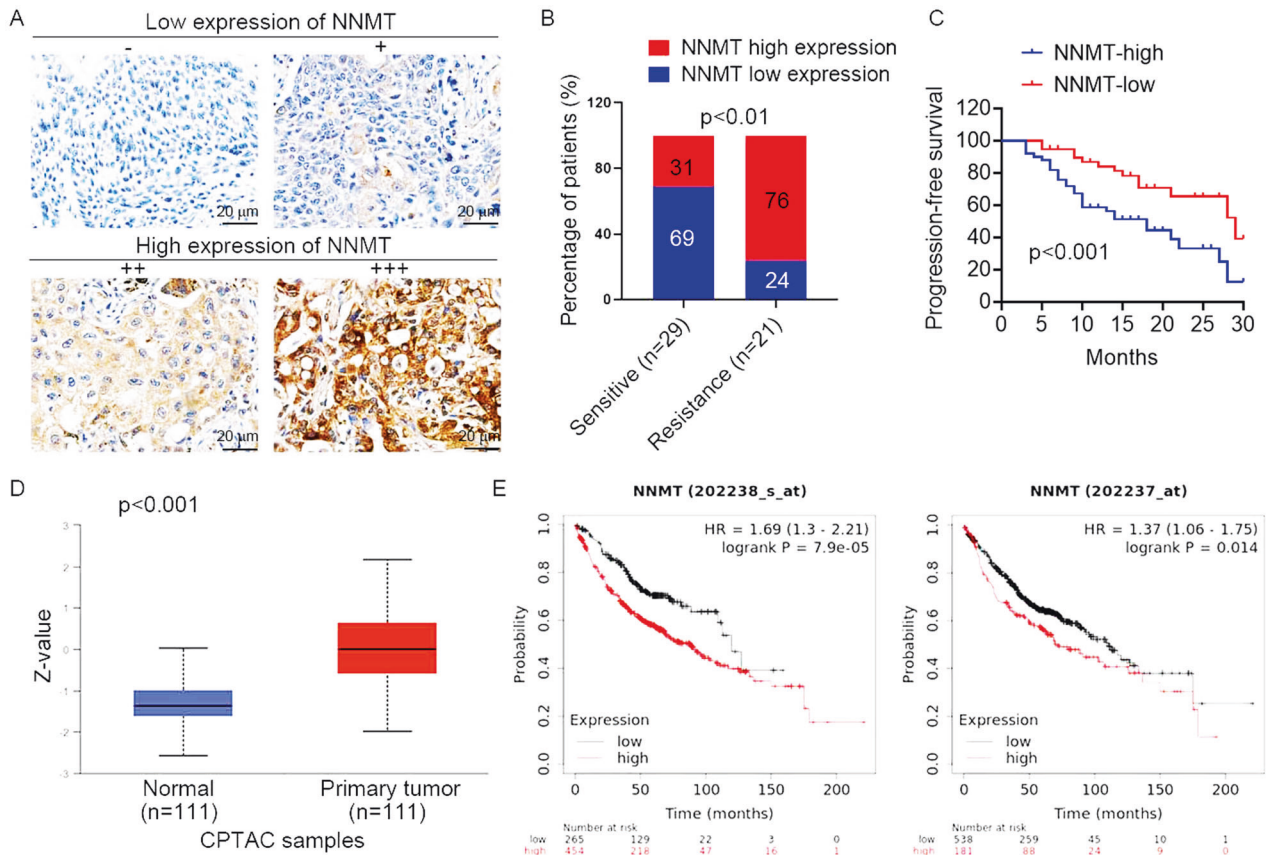 A
Low expression of NNMT
-
+
20 μm
20 μm
High expression of NNMT
++
+++
20 μm
20 μm
B
NNMT high expression
NNMT low expression
Percentage of patients (%)
120
80
40
0
p<0.01
31
69
76
24
Sensitive (n=29)
Resistance (n=21)
C
NNMT-high
NNMT-low
Progression-free survival
120
100
80
60
40
20
0
p<0.001
0 5 10 15 20 25 30
Months
D
p<0.001
Z-value
3
2
1
0
-1
-2
-3
Normal
(n=111)
Primary tumor
(n=111)
CPTAC samples
E
NNMT (202238_s_at)
HR = 1.69 (1.3 - 2.21)
logrank P = 7.9e-05
Probability
1.0
0.8
0.6
0.4
0.2
0.0
Expression
low
high
0 50 100 150 200
Time (months)
Number at risk
low 265 129 22 3 0
high 454 218 47 16 1
NNMT (202237_at)
HR = 1.37 (1.06 - 1.75)
logrank P = 0.014
Probability
1.0
0.8
0.6
0.4
0.2
0.0
Expression
low
high
0 50 100 150 200
Time (months)
Number at risk
low 538 259 45 10 1
high 181 88 24 9 0